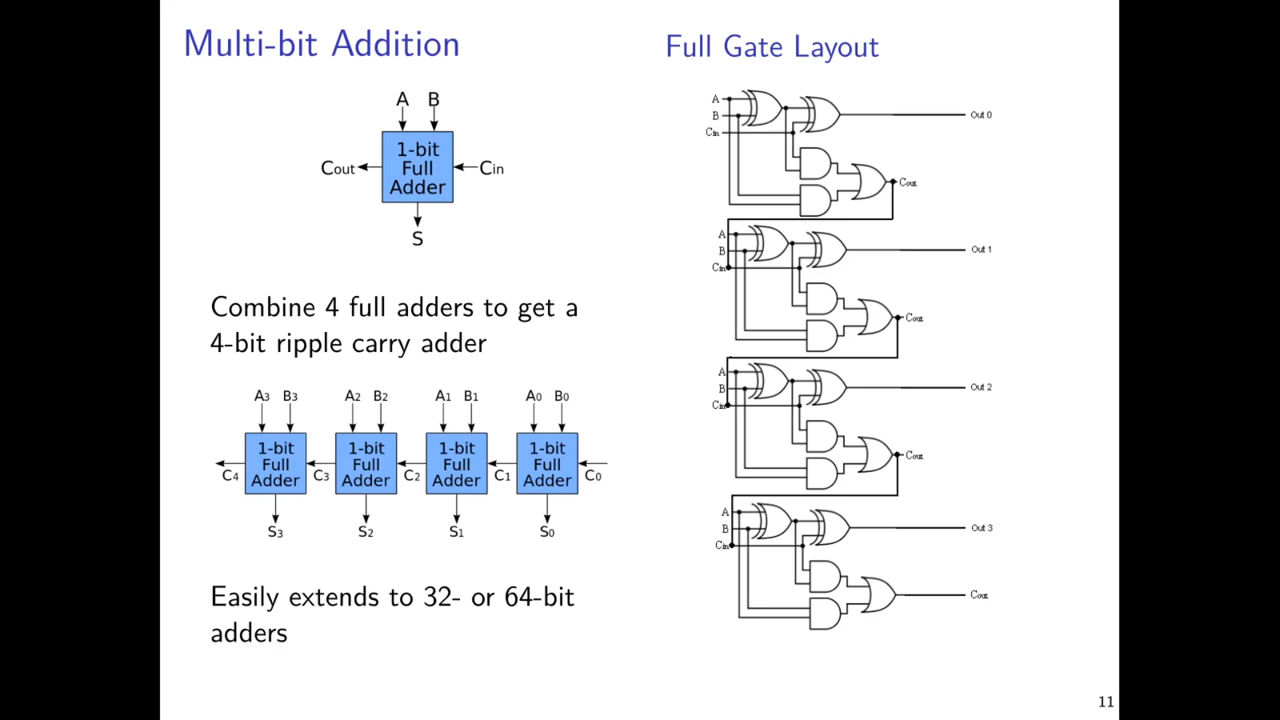 Multi-bit Addition
A B
1-bit
Full
Adder
Cout
Cin
S
Combine 4 full adders to get a
4-bit ripple carry adder
A3 B3 A2 B2 A1 B1 A0 B0
1-bit 1-bit 1-bit 1-bit
Full Full Full Full
C4 Adder C3 Adder C2 Adder C1 Adder C0
S3 S2 S1 S0
Easily extends to 32- or 64-bit
adders
Full Gate Layout
A
B
Cin
Out 0
Cout
A
B
Cin
Out 1
Cout
A
B
Cin
Out 2
Cout
A
B
Cin
Out 3
Cout
11